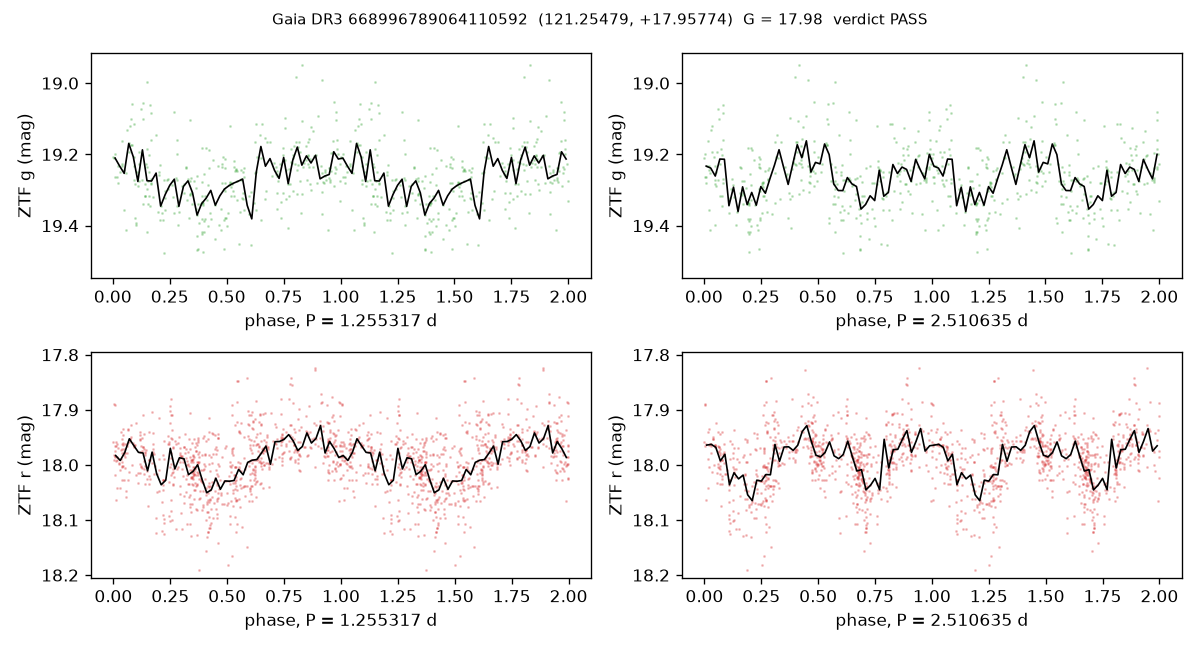 Gaia DR3 668996789064110592 (121.25479, +17.95774) G = 17.98 verdict PASS
ZTF g (mag)
19.0
19.2
19.4
0.00 0.25 0.50 0.75 1.00 1.25 1.50 1.75 2.00
phase, P = 1.255317 d
ZTF g (mag)
19.0
19.2
19.4
0.00 0.25 0.50 0.75 1.00 1.25 1.50 1.75 2.00
phase, P = 2.510635 d
ZTF r (mag)
17.8
17.9
18.0
18.1
18.2
0.00 0.25 0.50 0.75 1.00 1.25 1.50 1.75 2.00
phase, P = 1.255317 d
ZTF r (mag)
17.8
17.9
18.0
18.1
18.2
0.00 0.25 0.50 0.75 1.00 1.25 1.50 1.75 2.00
phase, P = 2.510635 d